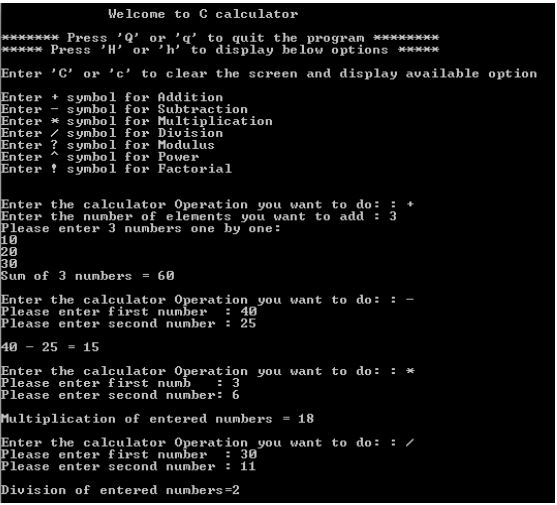 Welcome to C calculator
******* Press 'Q' or 'q' to quit the program ********
***** Press 'H' or 'h' to display below options *****
Enter 'C' or 'c' to clear the screen and display available option
Enter + symbol for Addition
Enter - symbol for Subtraction
Enter * symbol for Multiplication
Enter / symbol for Division
Enter ? symbol for Modulus
Enter ^ symbol for Power
Enter ! symbol for Factorial
Enter the calculator Operation you want to do: : +
Enter the number of elements you want to add : 3
Please enter 3 numbers one by one:
10
20
30
Sum of 3 numbers = 60
Enter the calculator Operation you want to do: : -
Please enter first number  : 40
Please enter second number : 25
40 - 25 = 15
Enter the calculator Operation you want to do: : *
Please enter first numb   : 3
Please enter second number: 6
Multiplication of entered numbers = 18
Enter the calculator Operation you want to do: : /
Please enter first number  : 30
Please enter second number : 11
Division of entered numbers=2